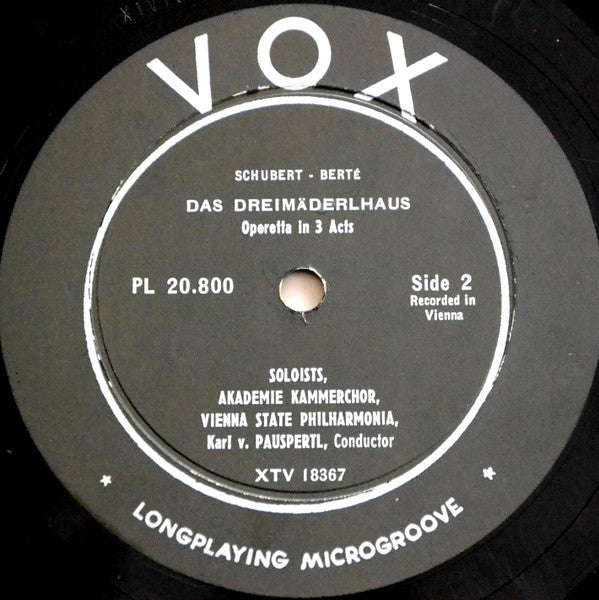 VOX
SCHUBERT - BERTÉ
DAS DREIMÄDERLHAUS
Operetta in 3 Acts
PL 20.800
Side 2
Recorded in
Vienna
SOLOISTS,
AKADEMIE KAMMERCHOR,
VIENNA STATE PHILHARMONIA,
Karl v. PAUSPERTL, Conductor
XTV 18367
* LONGPLAYING MICROGROOVE *